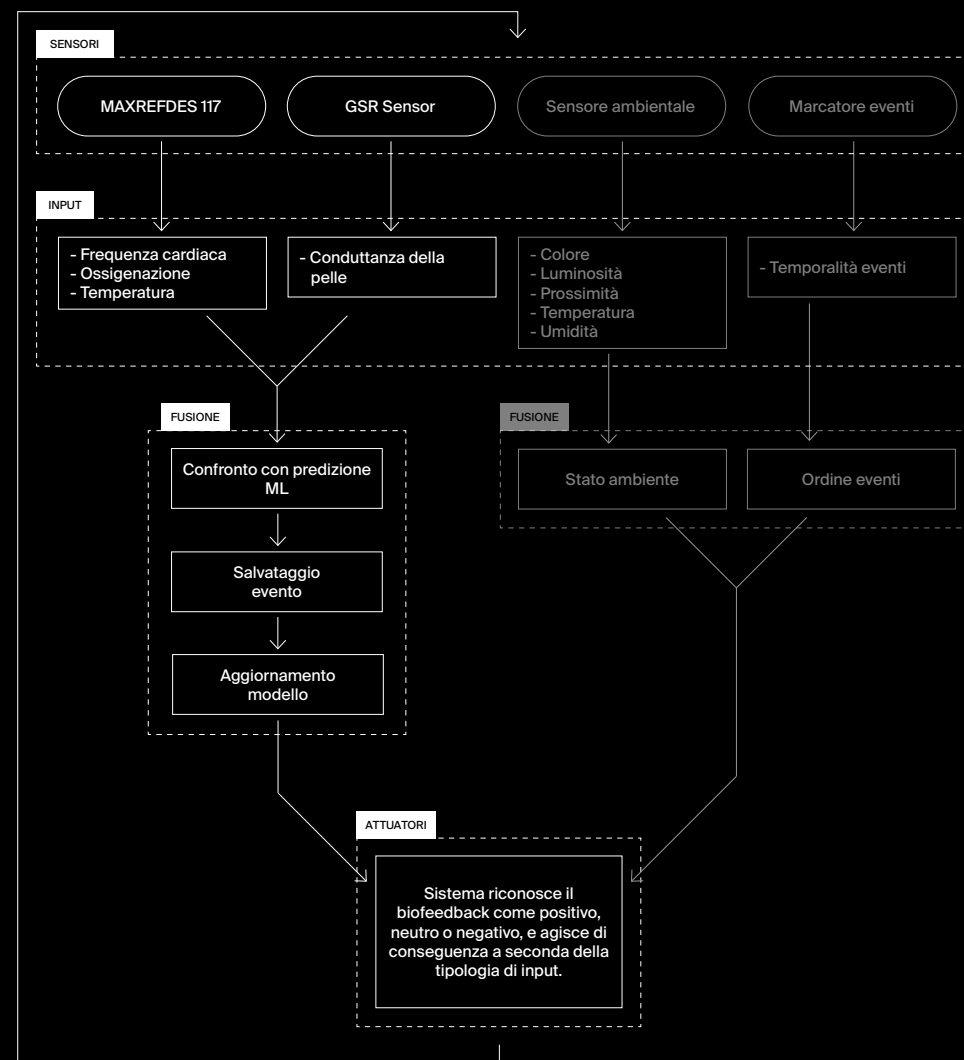 SENSORI
MAXREFDES 117
GSR Sensor
Sensore ambientale
Marcatore eventi
INPUT
- Frequenza cardiaca
- Ossigenazione
- Temperatura
- Conduttanza della
pelle
- Colore
- Luminosità
- Prossimità
- Temperatura
- Umidità
- Temporalità eventi
FUSIONE
Confronto con predizione
ML
Salvataggio
evento
Aggiornamento
modello
FUSIONE
Stato ambiente
Ordine eventi
ATTUATORI
Sistema riconosce il
biofeedback come positivo,
neutro o negativo, e agisce di
conseguenza a seconda della
tipologia di input.